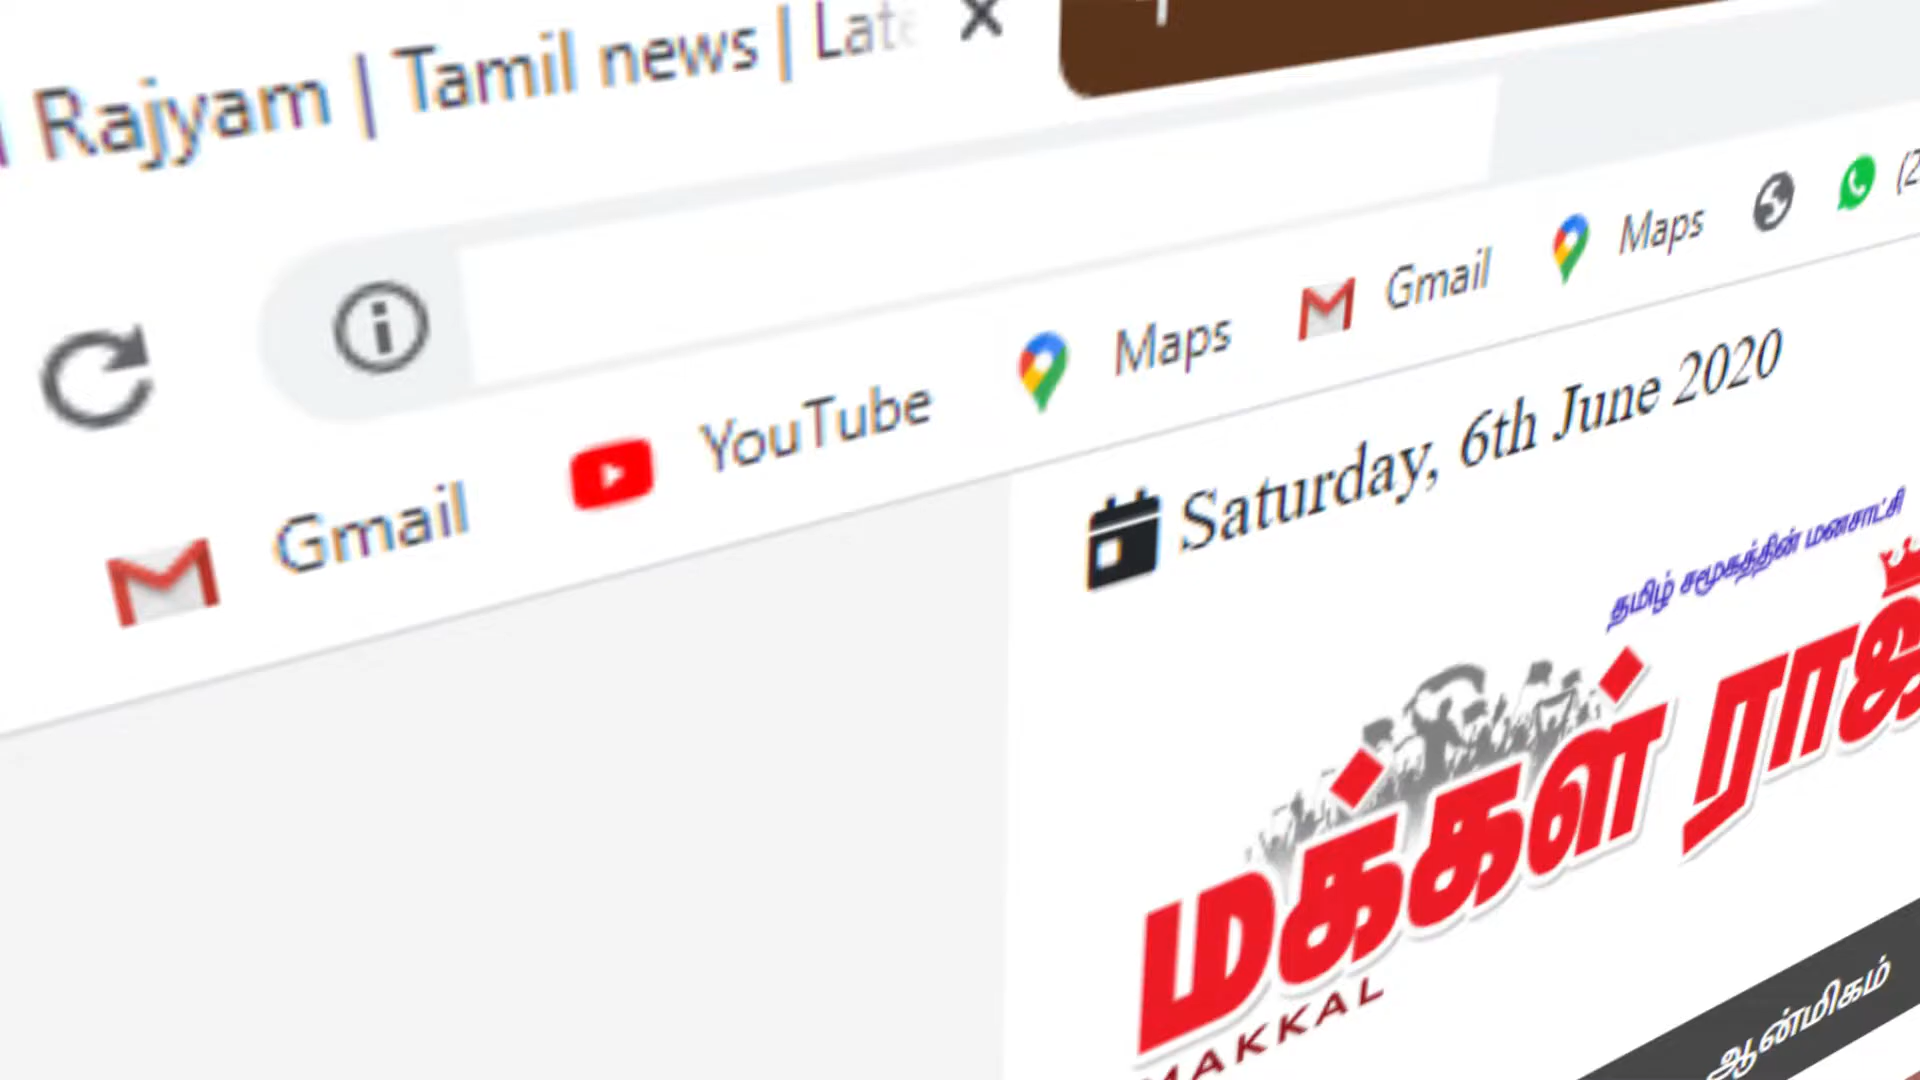 Rajyam | Tamil news | Late
Gmail YouTube Maps Gmail Maps
Saturday, 6th June 2020
தமிழ் சமூகத்தின் மனசாட்சி
மக்கள் ராஜ்
MAKKAL
ஆன்மிகம்